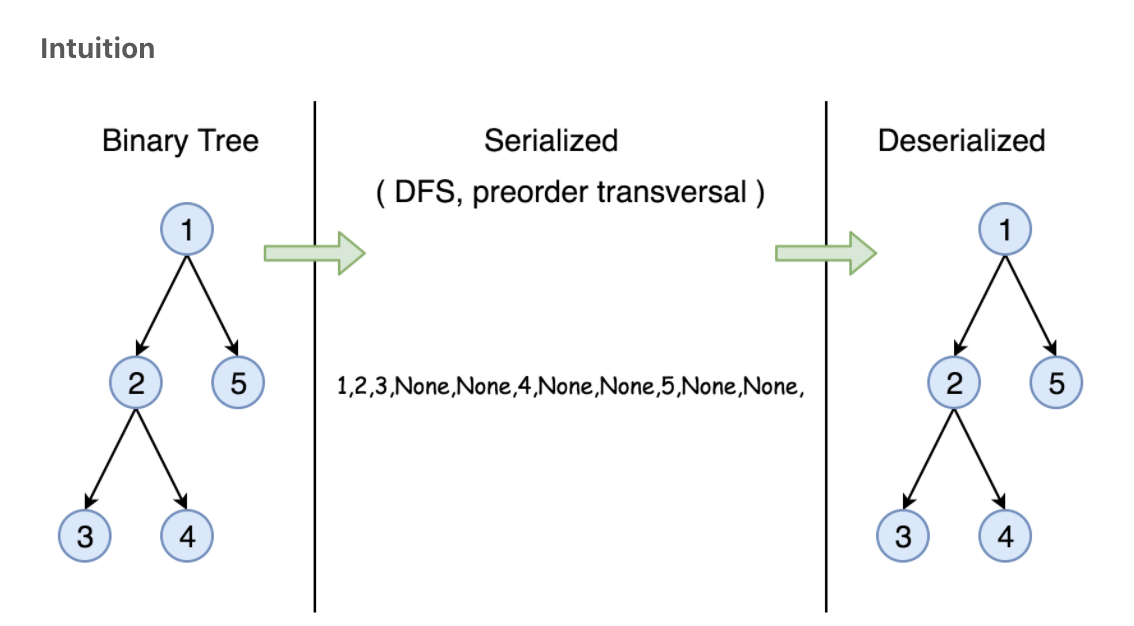 Intuition
Binary Tree
Serialized
Deserialized
( DFS, preorder transversal )
1
1
1,2,3,None,None,4,None,None,5,None,None,
2
5
2
5
3
4
3
4